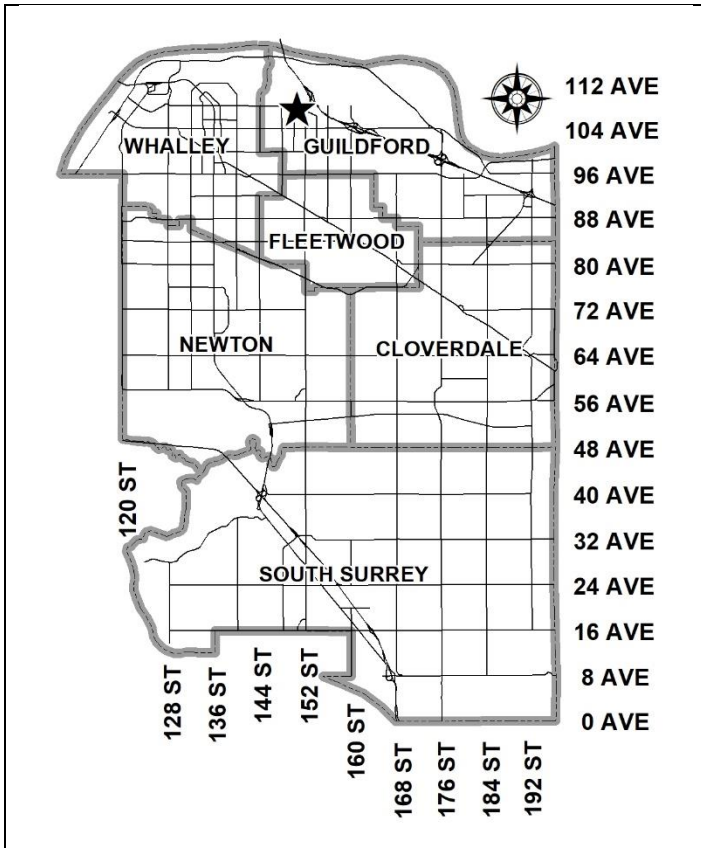 112 AVE
104 AVE
WHALLEY
GUILDFORD
96 AVE
88 AVE
FLEETWOOD
80 AVE
72 AVE
NEWTON
CLOVERDALE
64 AVE
56 AVE
48 AVE
120 ST
40 AVE
32 AVE
SOUTH SURREY
24 AVE
16 AVE
8 AVE
0 AVE
128 ST
136 ST
144 ST
152 ST
160 ST
168 ST
176 ST
184 ST
192 ST